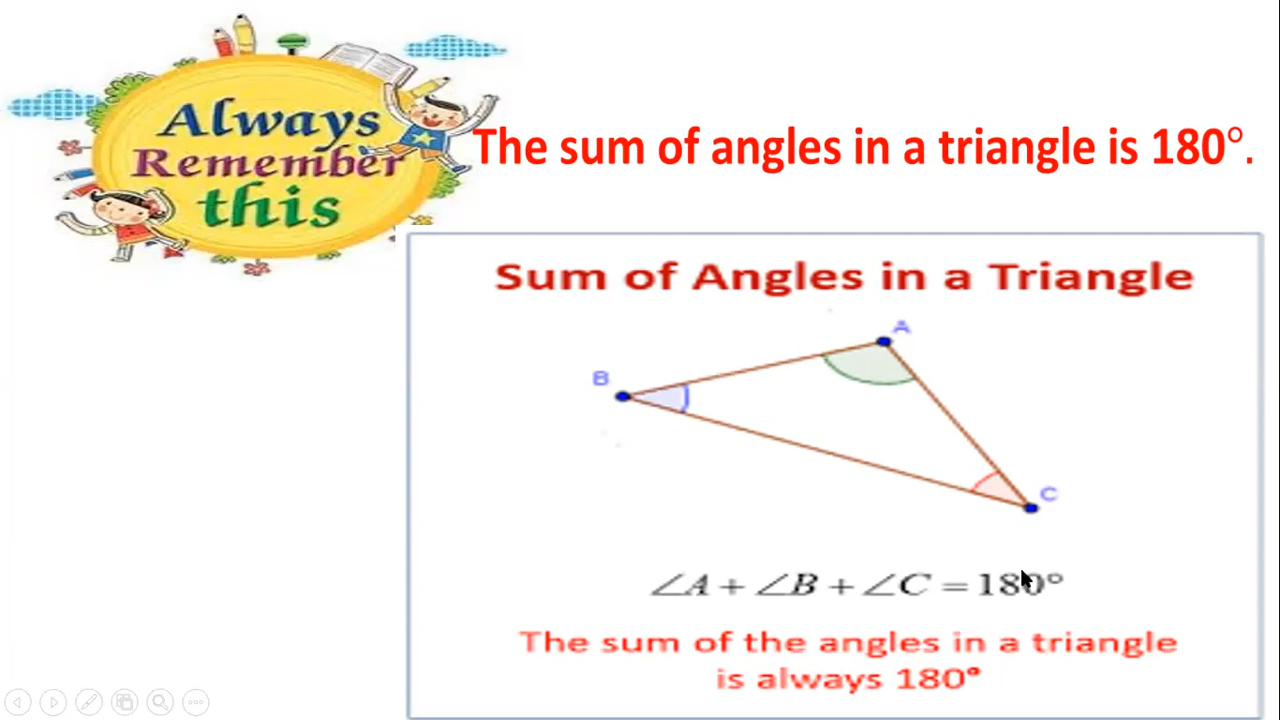 Always
Remember
this
The sum of angles in a triangle is 180°.
Sum of Angles in a Triangle
A
B
C
∠A + ∠B + ∠C = 180°
The sum of the angles in a triangle
is always 180°